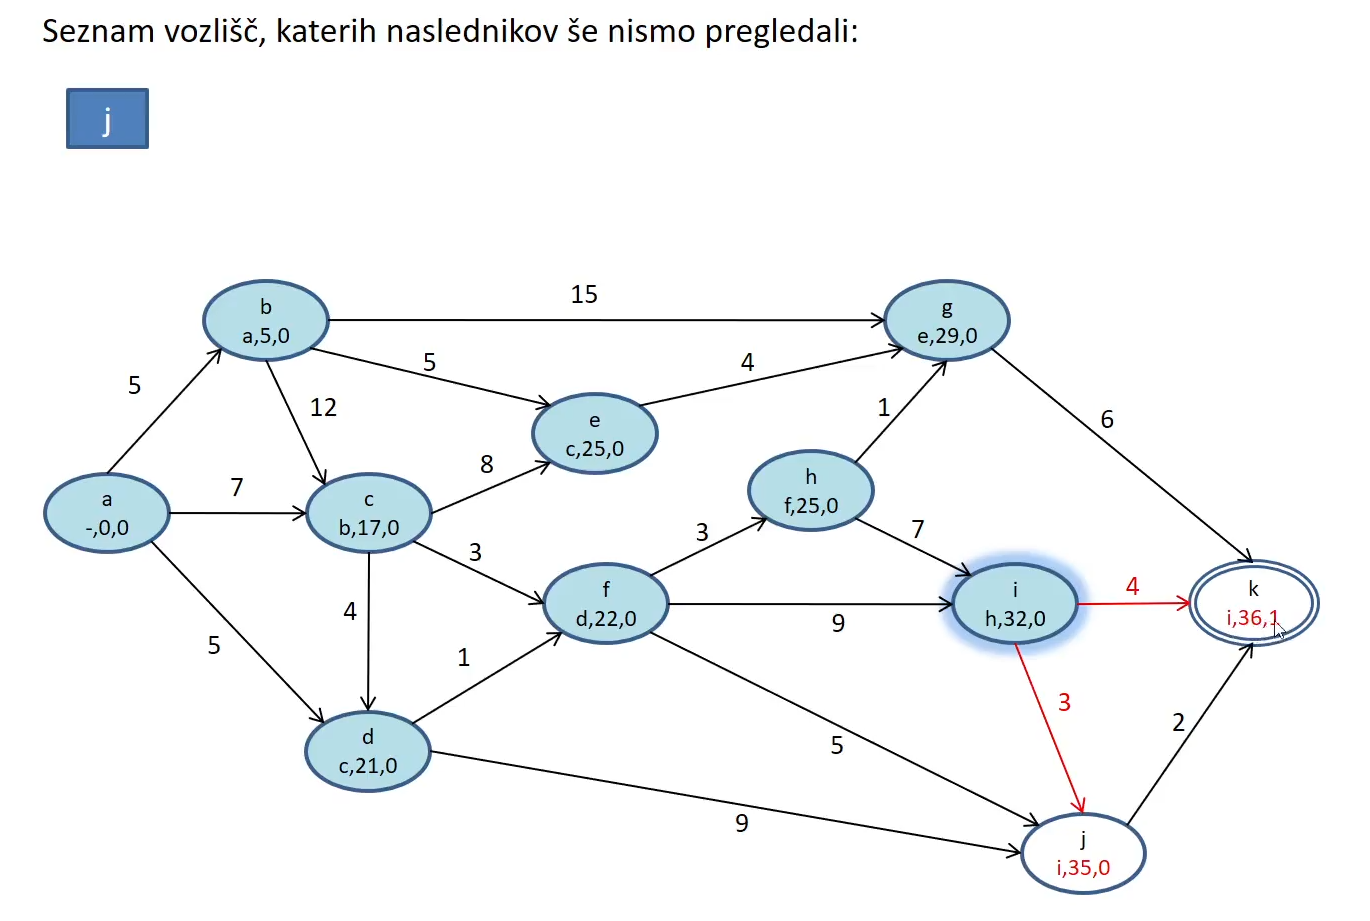 Seznam vozlišč, katerih naslednikov še nismo pregledali:
j
b
a,5,0
15
g
e,29,0
5
5
4
12
1
6
e
c,25,0
8
h
f,25,0
a
-,0,0
7
c
b,17,0
3
3
7
f
d,22,0
9
i
h,32,0
4
k
i,36,1
4
5
1
3
2
d
c,21,0
5
9
j
i,35,0